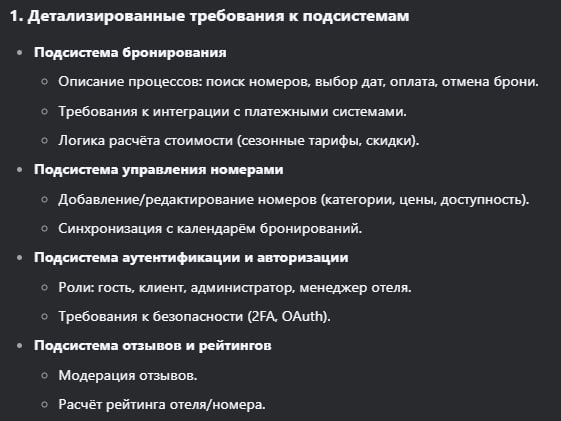 1. Детализированные требования к подсистемам
• Подсистема бронирования
○ Описание процессов: поиск номеров, выбор дат, оплата, отмена брони.
○ Требования к интеграции с платежными системами.
○ Логика расчёта стоимости (сезонные тарифы, скидки).
• Подсистема управления номерами
○ Добавление/редактирование номеров (категории, цены, доступность).
○ Синхронизация с календарём бронирований.
• Подсистема аутентификации и авторизации
○ Роли: гость, клиент, администратор, менеджер отеля.
○ Требования к безопасности (2FA, OAuth).
• Подсистема отзывов и рейтингов
○ Модерация отзывов.
○ Расчёт рейтинга отеля/номера.